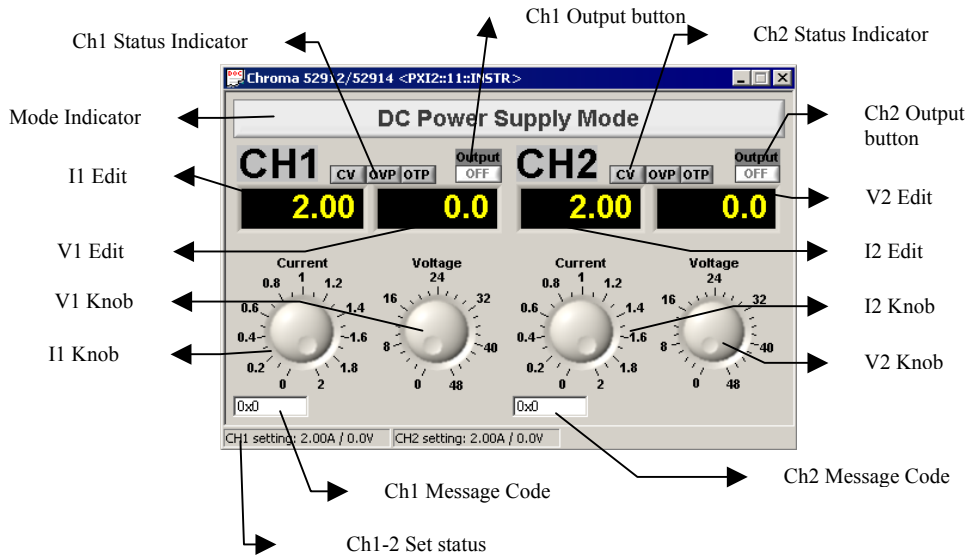 Ch1 Output button
Ch1 Status Indicator
Ch2 Status Indicator
Chroma 52912/52914 <PXI2::11::INSTR>
Mode Indicator
DC Power Supply Mode
Ch2 Output
button
CH1
CV OVP OTP
Output
OFF
CH2
CV OVP OTP
Output
OFF
I1 Edit
2.00
0.0
2.00
0.0
V2 Edit
V1 Edit
I2 Edit
Current
0 0.2 0.4 0.6 0.8 1 1.2 1.4 1.6 1.8 2
Voltage
0 8 16 24 32 40 48
Current
0 0.2 0.4 0.6 0.8 1 1.2 1.4 1.6 1.8 2
Voltage
0 8 16 24 32 40 48
V1 Knob
I2 Knob
I1 Knob
V2 Knob
0x0
0x0
CH1 setting: 2.00A / 0.0V
CH2 setting: 2.00A / 0.0V
Ch1 Message Code
Ch2 Message Code
Ch1-2 Set status